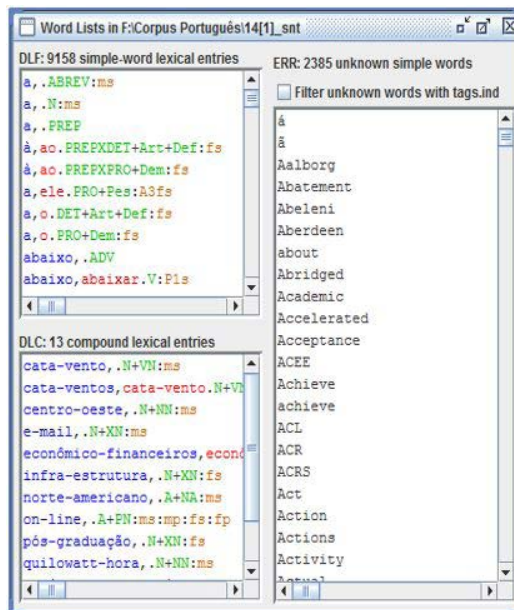 Word Lists in F:\Corpus Português\14[1]_snt
DLF: 9158 simple-word lexical entries
a,.ABREV:ms
a,.N:ms
a,.PREP
à,ao.PREPXDET+Art+Def:fs
à,ao.PREPXPRO+Dem:fs
a,ele.PRO+Pes:A3fs
a,o.DET+Art+Def:fs
a,o.PRO+Dem:fs
abaixo,.ADV
abaixo,abaixar.V:P1s
DLC: 13 compound lexical entries
cata-vento,.N+VN:ms
cata-ventos,cata-vento.N+VN
centro-oeste,.N+NN:ms
e-mail,.N+XN:ms
econômico-financeiros,econô
infra-estrutura,.N+XN:fs
norte-americano,.A+NA:ms
on-line,.A+PN:ms:mp:fs:fp
pós-graduação,.N+XN:fs
quilowatt-hora,.N+NN:ms
ERR: 2385 unknown simple words
Filter unknown words with tags.ind
á
ã
Aalborg
Abatement
Abeleni
Aberdeen
about
Abridged
Academic
Accelerated
Acceptance
ACEE
Achieve
achieve
ACL
ACR
ACRS
Act
Action
Actions
Activity
Actual